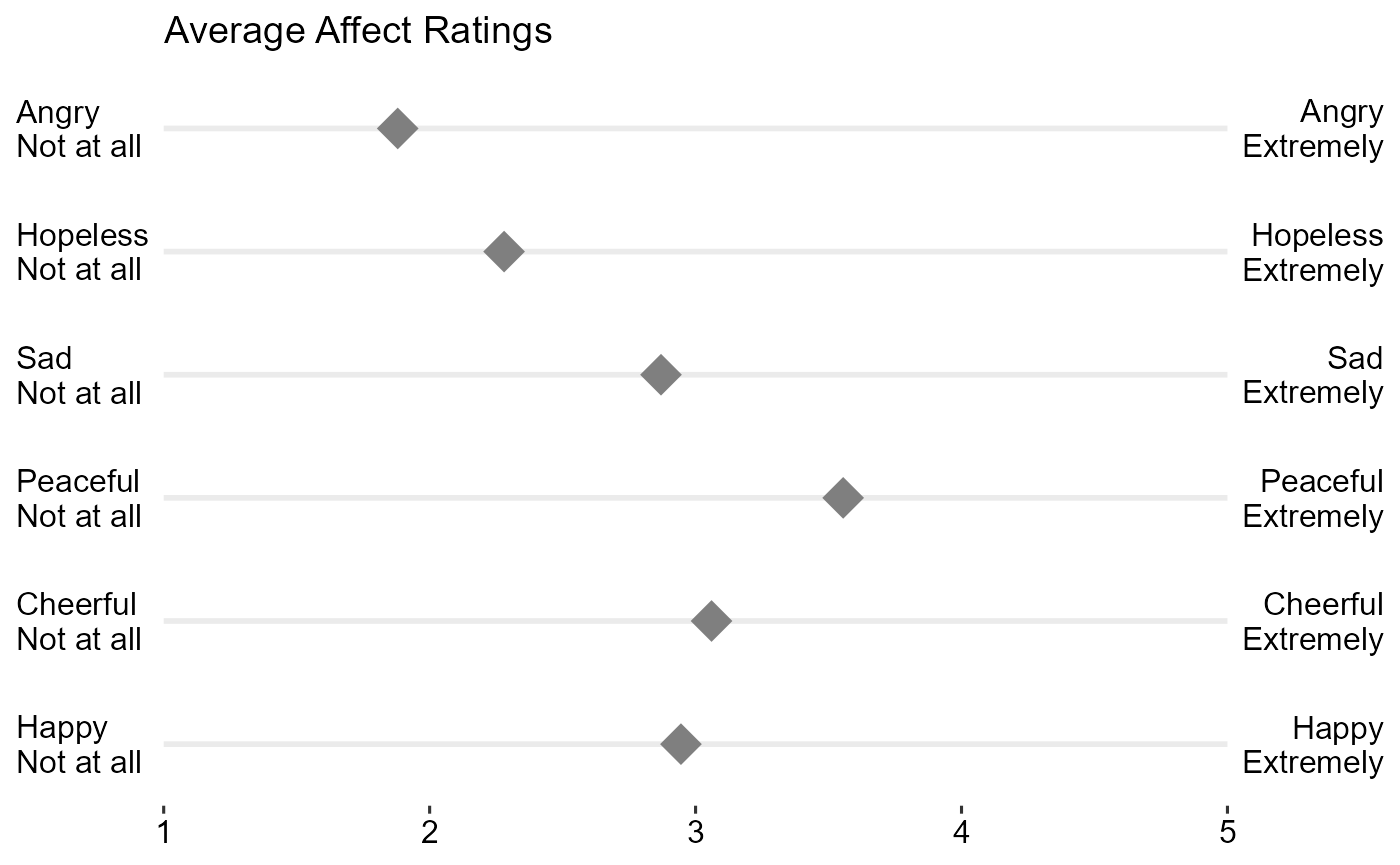 Average Affect Ratings
Angry
Not at all
Angry
Extremely
Hopeless
Not at all
Hopeless
Extremely
Sad
Not at all
Sad
Extremely
Peaceful
Not at all
Peaceful
Extremely
Cheerful
Not at all
Cheerful
Extremely
Happy
Not at all
Happy
Extremely
1 2 3 4 5